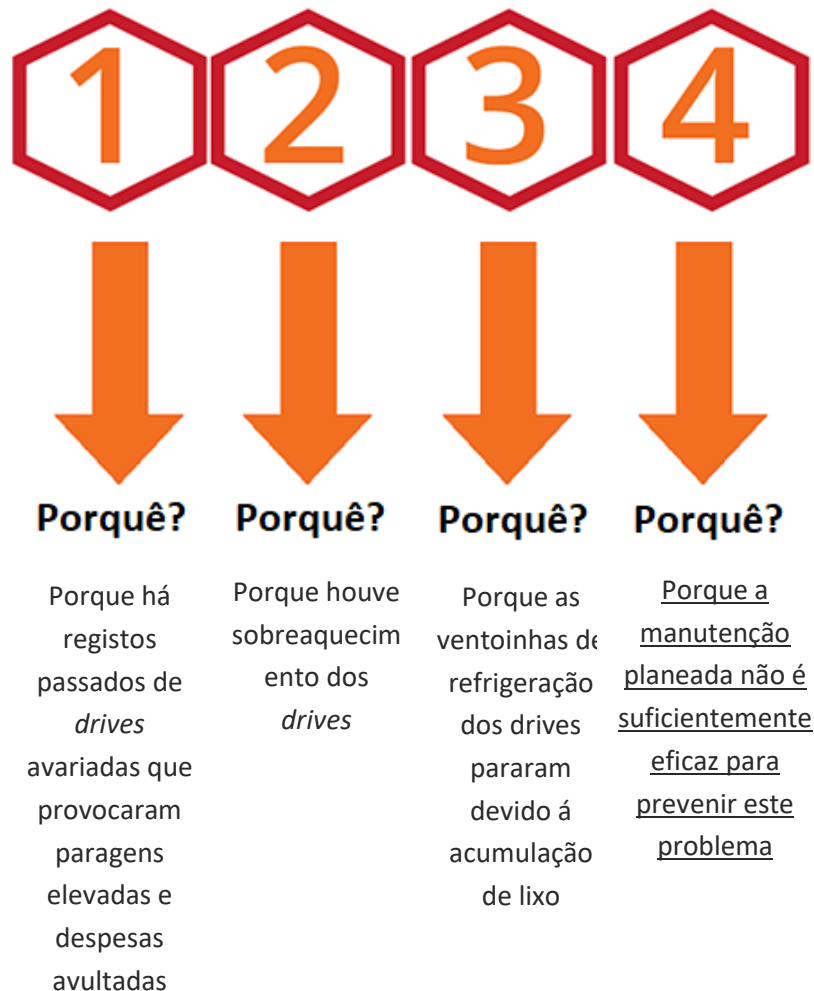 1
2
3
4
Porquê?
Porquê?
Porquê?
Porquê?
Porque há
registos
passados de
drives
avariadas que
provocaram
paragens
elevadas e
despesas
avultadas
Porque houve
sobreaquecim
ento dos
drives
Porque as
ventoinhas de
refrigeração
dos drives
pararam
devido á
acumulação
de lixo
Porque a
manutenção
planeada não é
suficientemente
eficaz para
prevenir este
problema